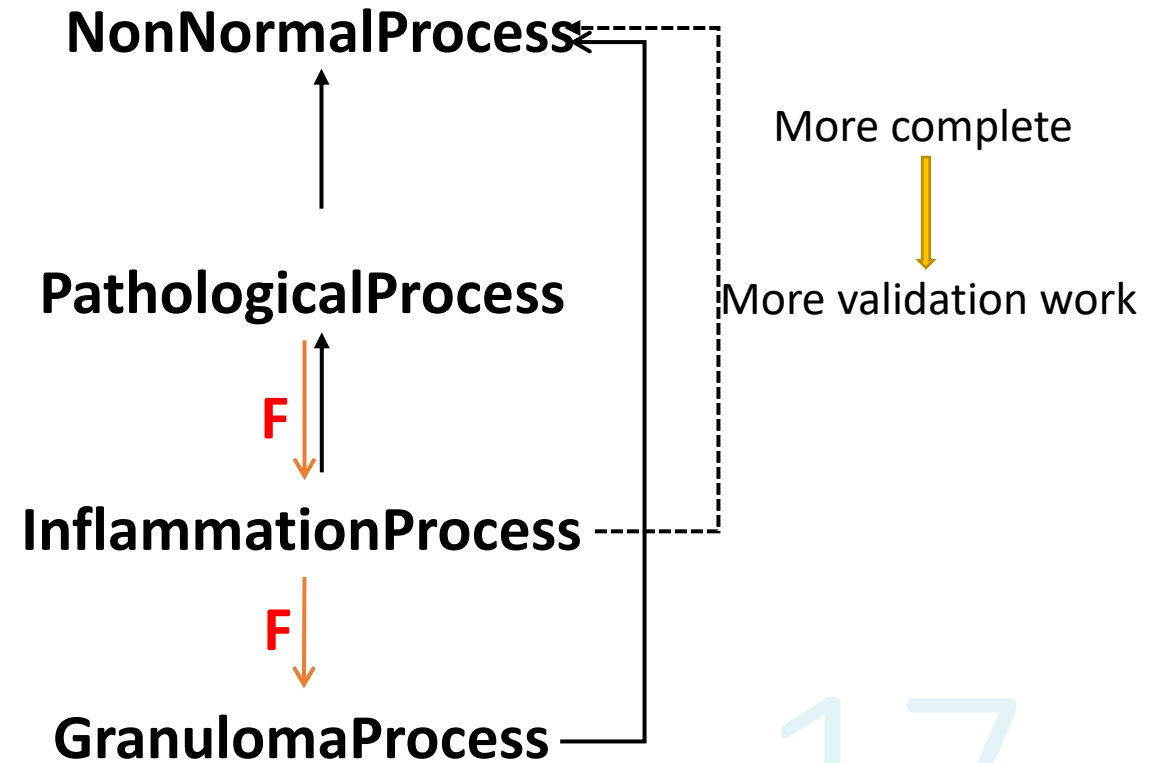 NonNormalProcess
More complete
PathologicalProcess
More validation work
F
InflammationProcess
F
GranulomaProcess
17